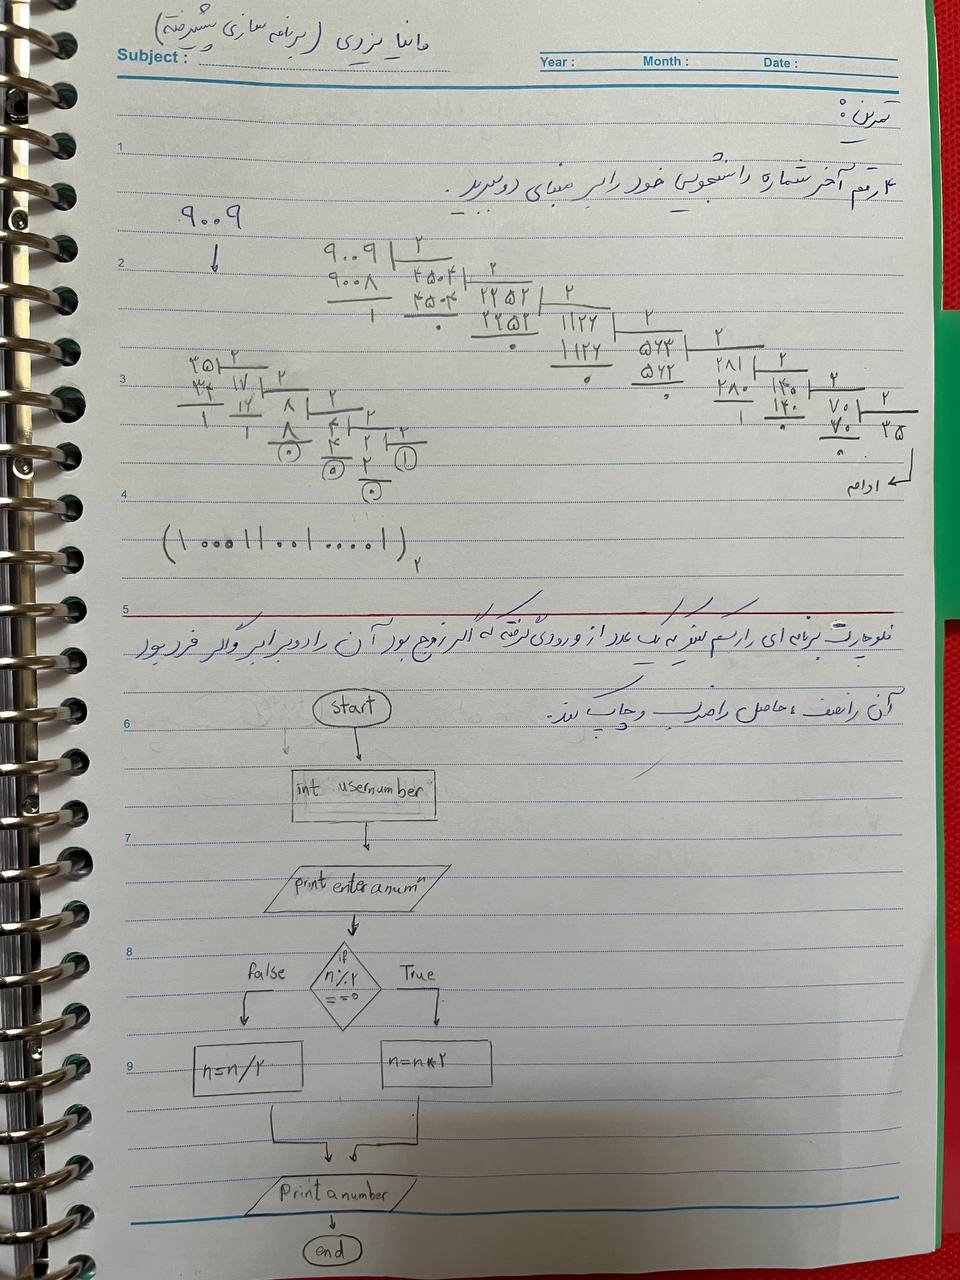 مانیا یزدی (برنامه سازی پیشرفته)
Subject :
Year : Month : Date :
تمرین :
۴ رقم آخر شماره دانشجویی خود را بر مبنای دو ببرید .
۹۰۰۹
۹۰۰۹ ۲
۹۰۰۸ ۴۵۰۴ ۲
۱ ۴۵۰۴ ۲۲۵۲ ۲
۰ ۲۲۵۲ ۱۱۲۶ ۲
۰ ۱۱۲۶ ۵۶۳ ۲
۰ ۵۶۲ ۲۸۱ ۲
۰ ۲۸۰ ۱۴۰ ۲
۱ ۱۴۰ ۷۰ ۲
۰ ۷۰ ۳۵
۰
ادامه
۳۵ ۲
۳۴ ۱۷ ۲
۱ ۱۶ ۸ ۲
۱ ۸ ۴ ۲
۰ ۴ ۲ ۲
۰ ۲ ۱
۰
(۱۰۰۰۱۱۰۰۱۰۰۰۰۱)۲
فلوچارت برنامه ای را رسم کنید که یک عدد از ورودی گرفته که اگر زوج بود آن را دوبرابر و اگر فرد بود
آن را نصف ، حاصل را ضرب و چاپ کند.
start
int usernumber
print enter a num"
if
n%۲
==0
False
True
n=n/۲
n=n*۲
print a number
end
1
2
3
4
5
6
7
8
9